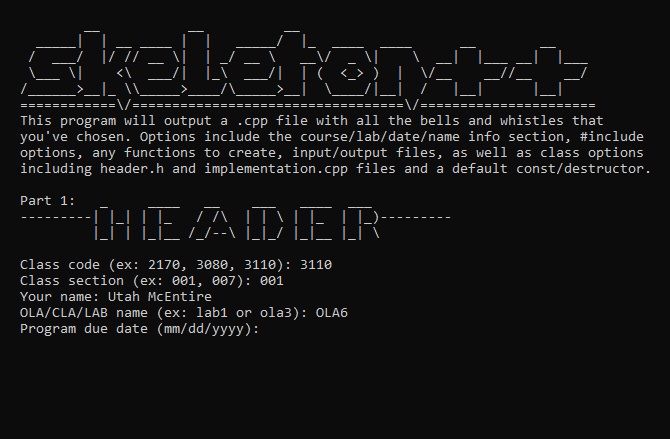 skeleton++
This program will output a .cpp file with all the bells and whistles that
you've chosen. Options include the course/lab/date/name info section, #include
options, any functions to create, input/output files, as well as class options
including header.h and implementation.cpp files and a default const/destructor.
Part 1:
HEADER
Class code (ex: 2170, 3080, 3110): 3110
Class section (ex: 001, 007): 001
Your name: Utah McEntire
OLA/CLA/LAB name (ex: lab1 or ola3): OLA6
Program due date (mm/dd/yyyy):